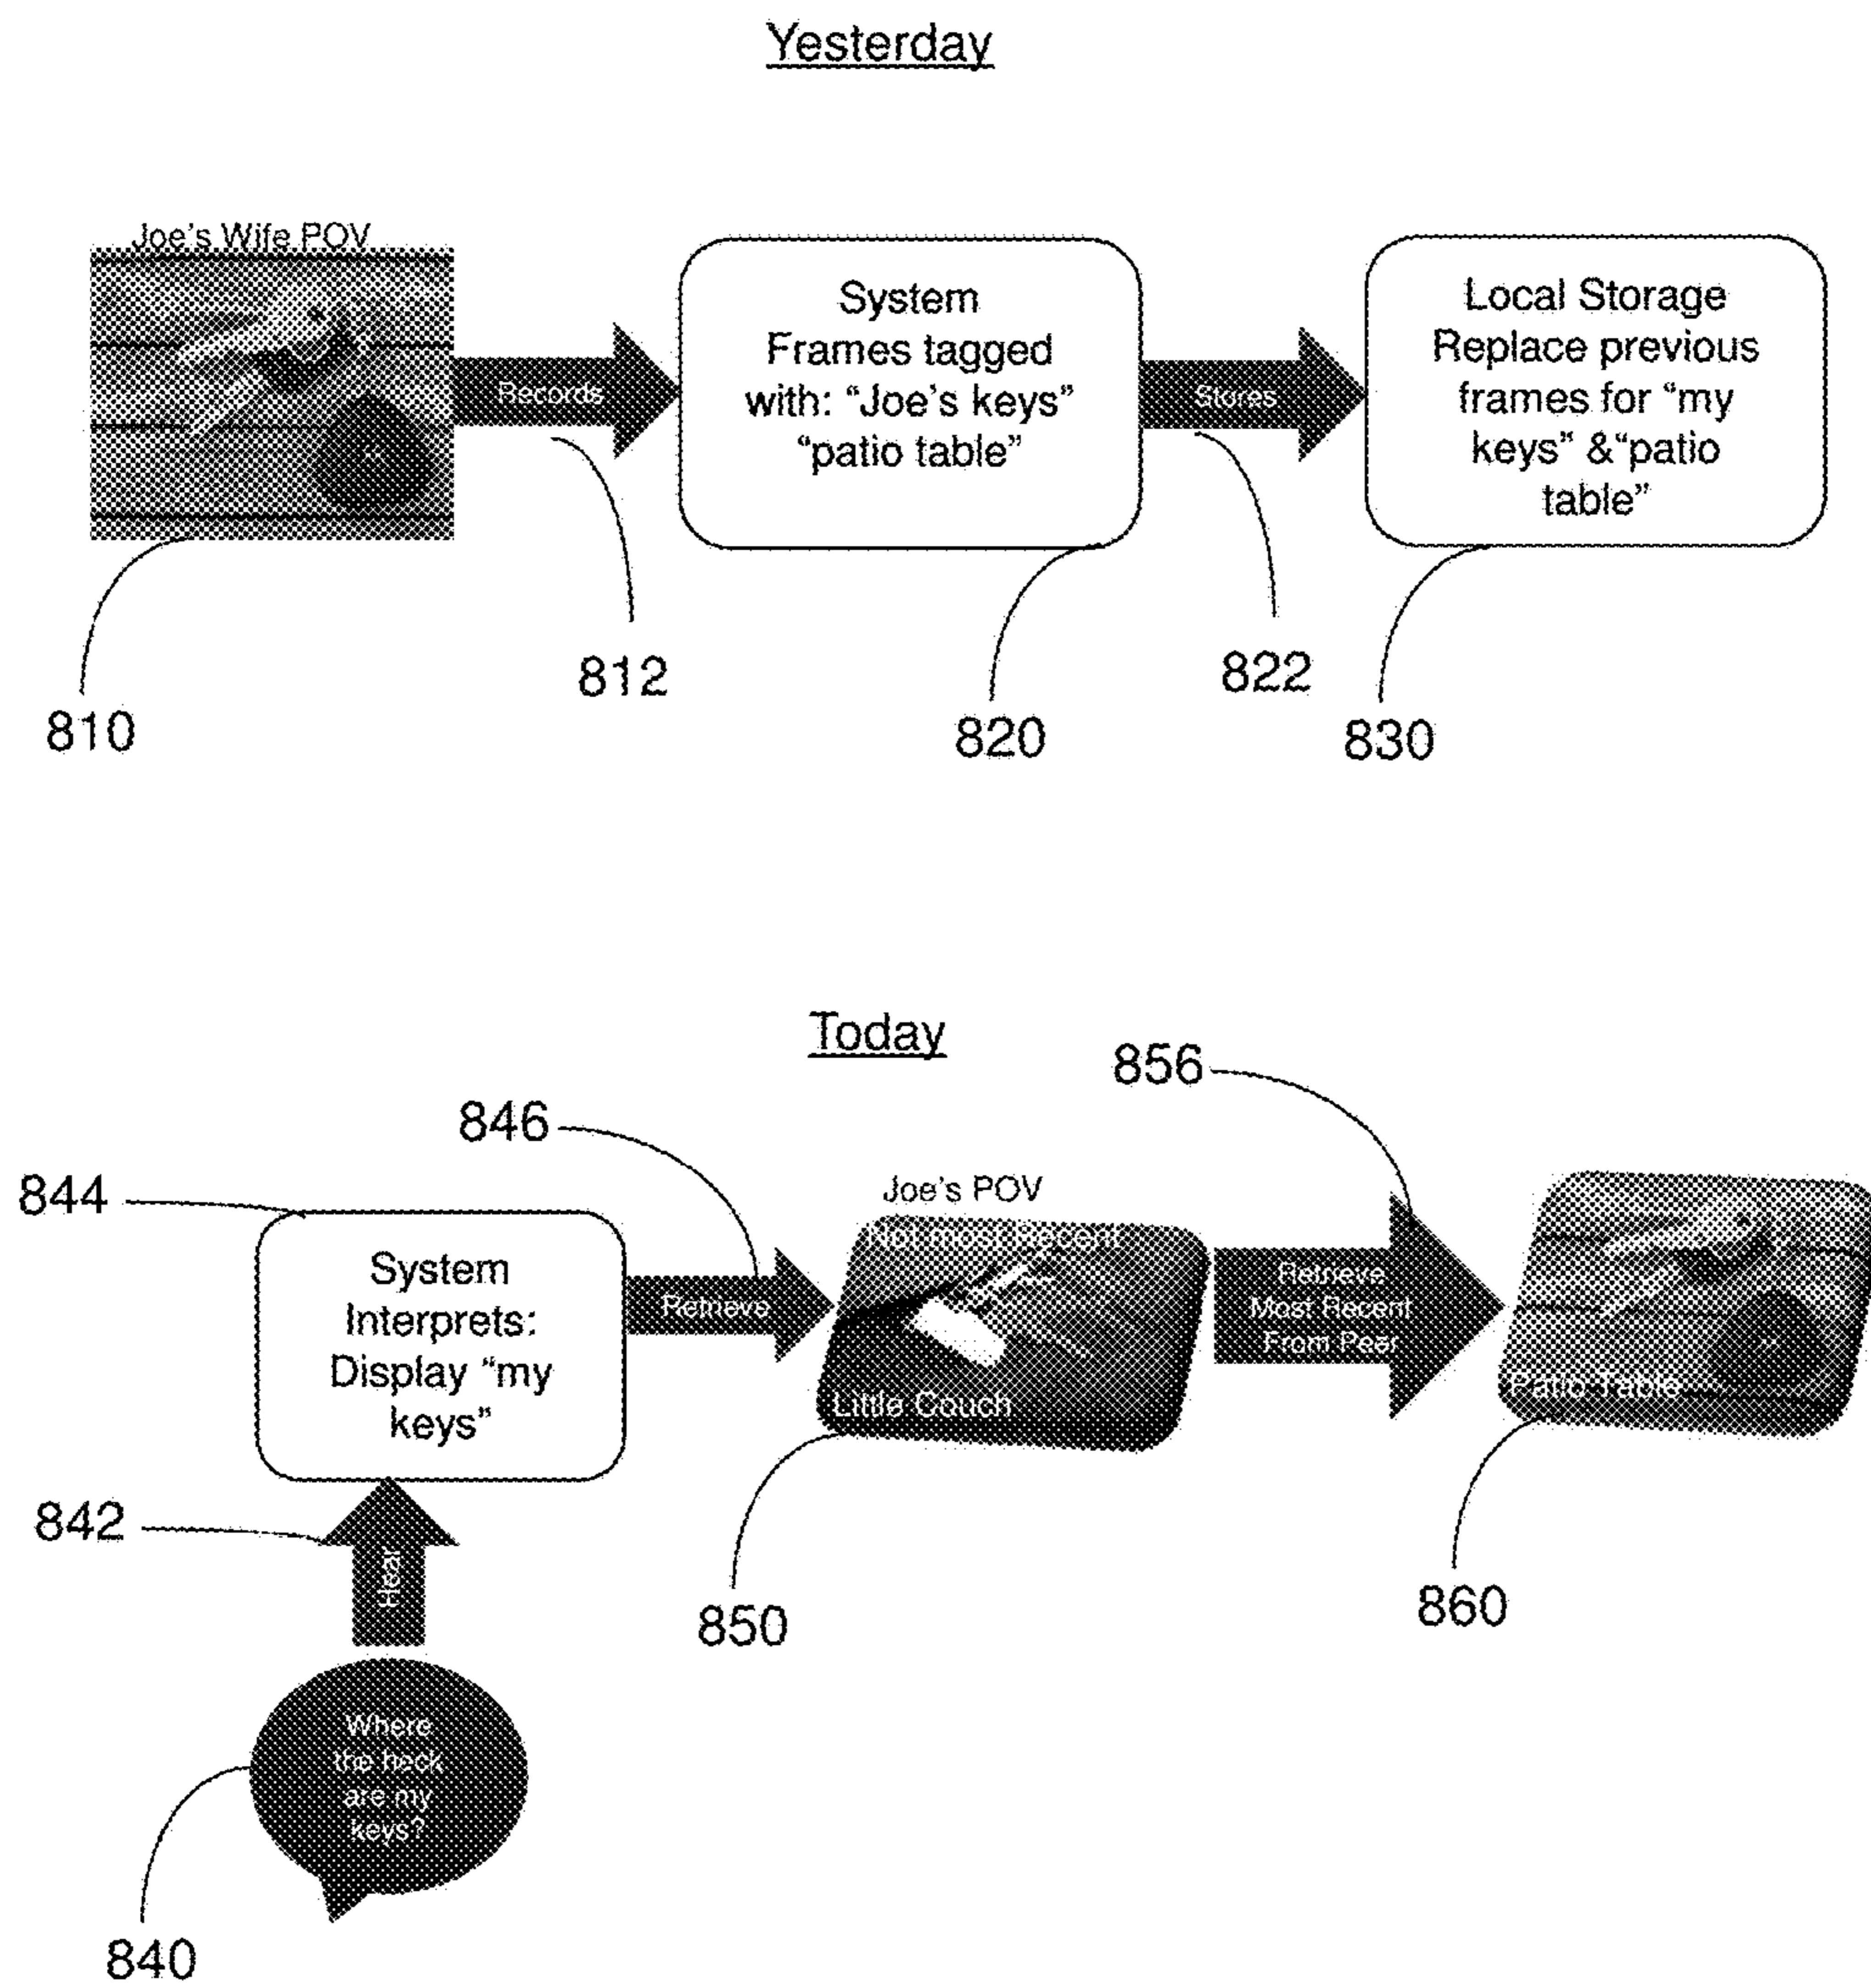 Yesterday
Joe's Wife POV
Records
System
Frames tagged
with: “Joe's keys”
“patio table”
Stores
Local Storage
Replace previous
frames for “my
keys” &“patio
table”
810
812
820
822
830
Today
856
846
844
System
Interprets:
Display “my
keys”
Retrieve
Joe's POV
Not most Recent
Little Couch
Retrieve
Most Recent
From Peer
Patio Table
842
Hear
850
860
Where
the heck
are my
keys?
840